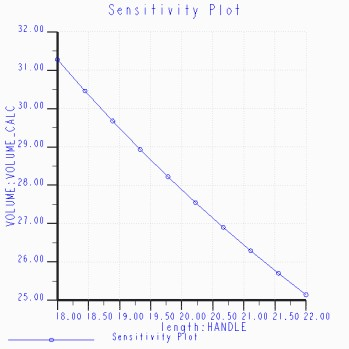 Sensitivity Plot
32.00
31.00
30.00
29.00
28.00
27.00
26.00
25.00
VOLUME:VOLUME_CALC
18.00 18.50 19.00 19.50 20.00 20.50 21.00 21.50 22.00
length:HANDLE
Sensitivity Plot